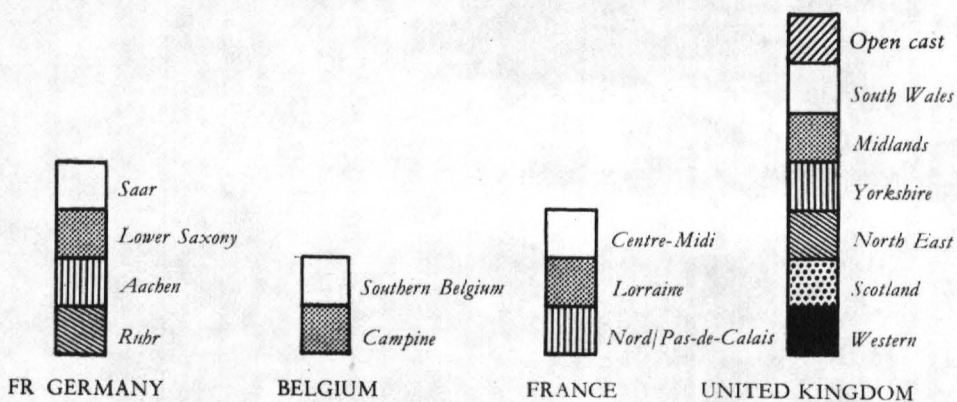 Open cast
South Wales
Midlands
Saar
Yorkshire
Lower Saxony
Centre-Midi
North East
Aachen
Southern Belgium
Lorraine
Scotland
Ruhr
Campine
Nord/Pas-de-Calais
Western
FR GERMANY
BELGIUM
FRANCE
UNITED KINGDOM